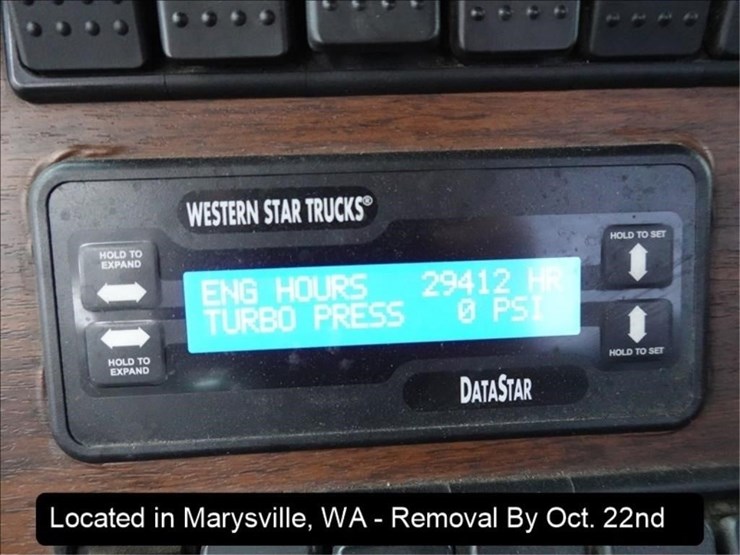 WESTERN STAR TRUCKS®
HOLD TO
EXPAND
HOLD TO SET
ENG HOURS 29412 HR
TURBO PRESS 0 PSI
HOLD TO
EXPAND
HOLD TO SET
DATASTAR
Located in Marysville, WA - Removal By Oct. 22nd